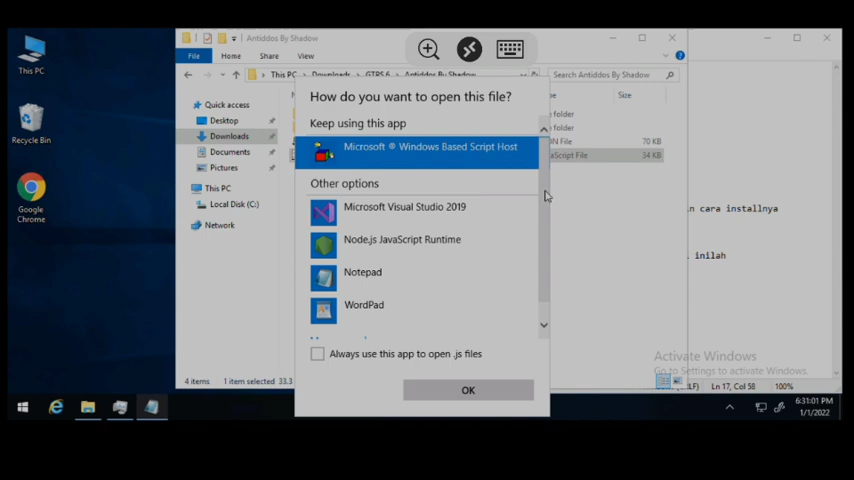 This PC
Recycle Bin
Google
Chrome
Antiddos By Shadow
File
Home
Share
View
This PC
Downloads
GTPS 6
Antiddos By Shadow
Search Antiddos By Shadow
Quick access
Desktop
Downloads
Documents
Pictures
This PC
Local Disk (C:)
Network
Size
folder
folder
ON File
70 KB
JavaScript File
34 KB
4 items
1 item selected 33.3
How do you want to open this file?
Keep using this app
Microsoft ® Windows Based Script Host
Other options
Microsoft Visual Studio 2019
Node.js JavaScript Runtime
Notepad
WordPad
Always use this app to open .js files
OK
n cara installnya
inilah
Activate Windows
Go to Settings to activate Windows.
Ln 17, Col 58
100%
6:31:01 PM
1/1/2022